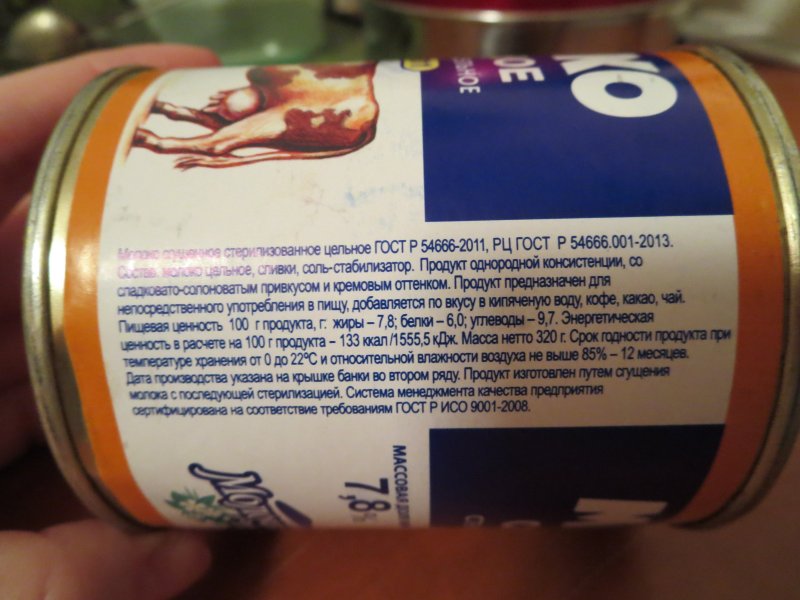 КО
ОЕ
ЬНОЕ
Молоко сгущенное стерилизованное цельное ГОСТ Р 54666-2011, РЦ ГОСТ Р 54666.001-2013.
Состав: молоко цельное, сливки, соль-стабилизатор. Продукт однородной консистенции, со
сладковато-солоноватым привкусом и кремовым оттенком. Продукт предназначен для
непосредственного употребления в пищу, добавляется по вкусу в кипяченую воду, кофе, какао, чай.
Пищевая ценность 100 г продукта, г: жиры – 7,8; белки – 6,0; углеводы – 9,7. Энергетическая
ценность в расчете на 100 г продукта – 133 ккал /1555,5 кДж. Масса нетто 320 г. Срок годности продукта при
температуре хранения от 0 до 22ºС и относительной влажности воздуха не выше 85% – 12 месяцев.
Дата производства указана на крышке банки во втором ряду. Продукт изготовлен путем сгущения
молока с последующей стерилизацией. Система менеджмента качества предприятия
сертифицирована на соответствие требованиям ГОСТ Р ИСО 9001-2008.
МАССОВАЯ
7,8%